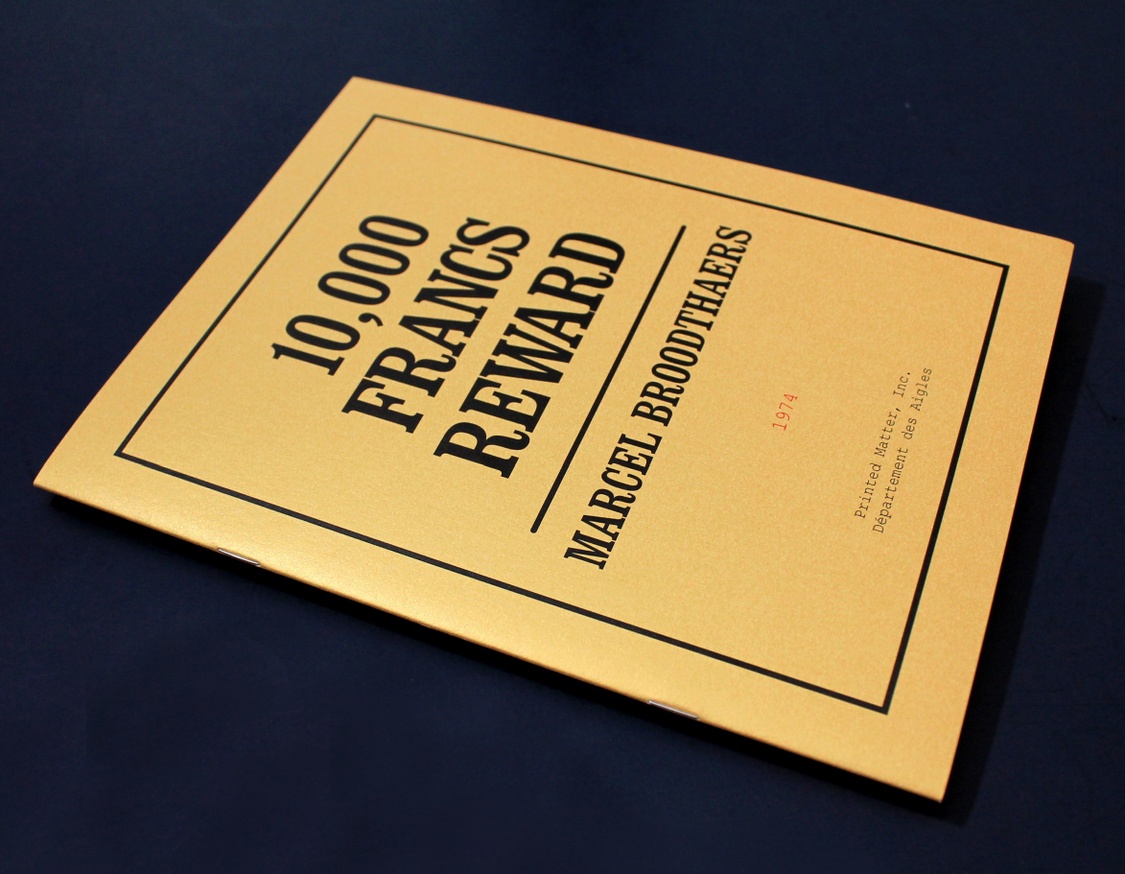 10,000
FRANCS
REWARD
MARCEL BROODTHAERS
1974
Printed Matter, Inc.
Département des Aigles